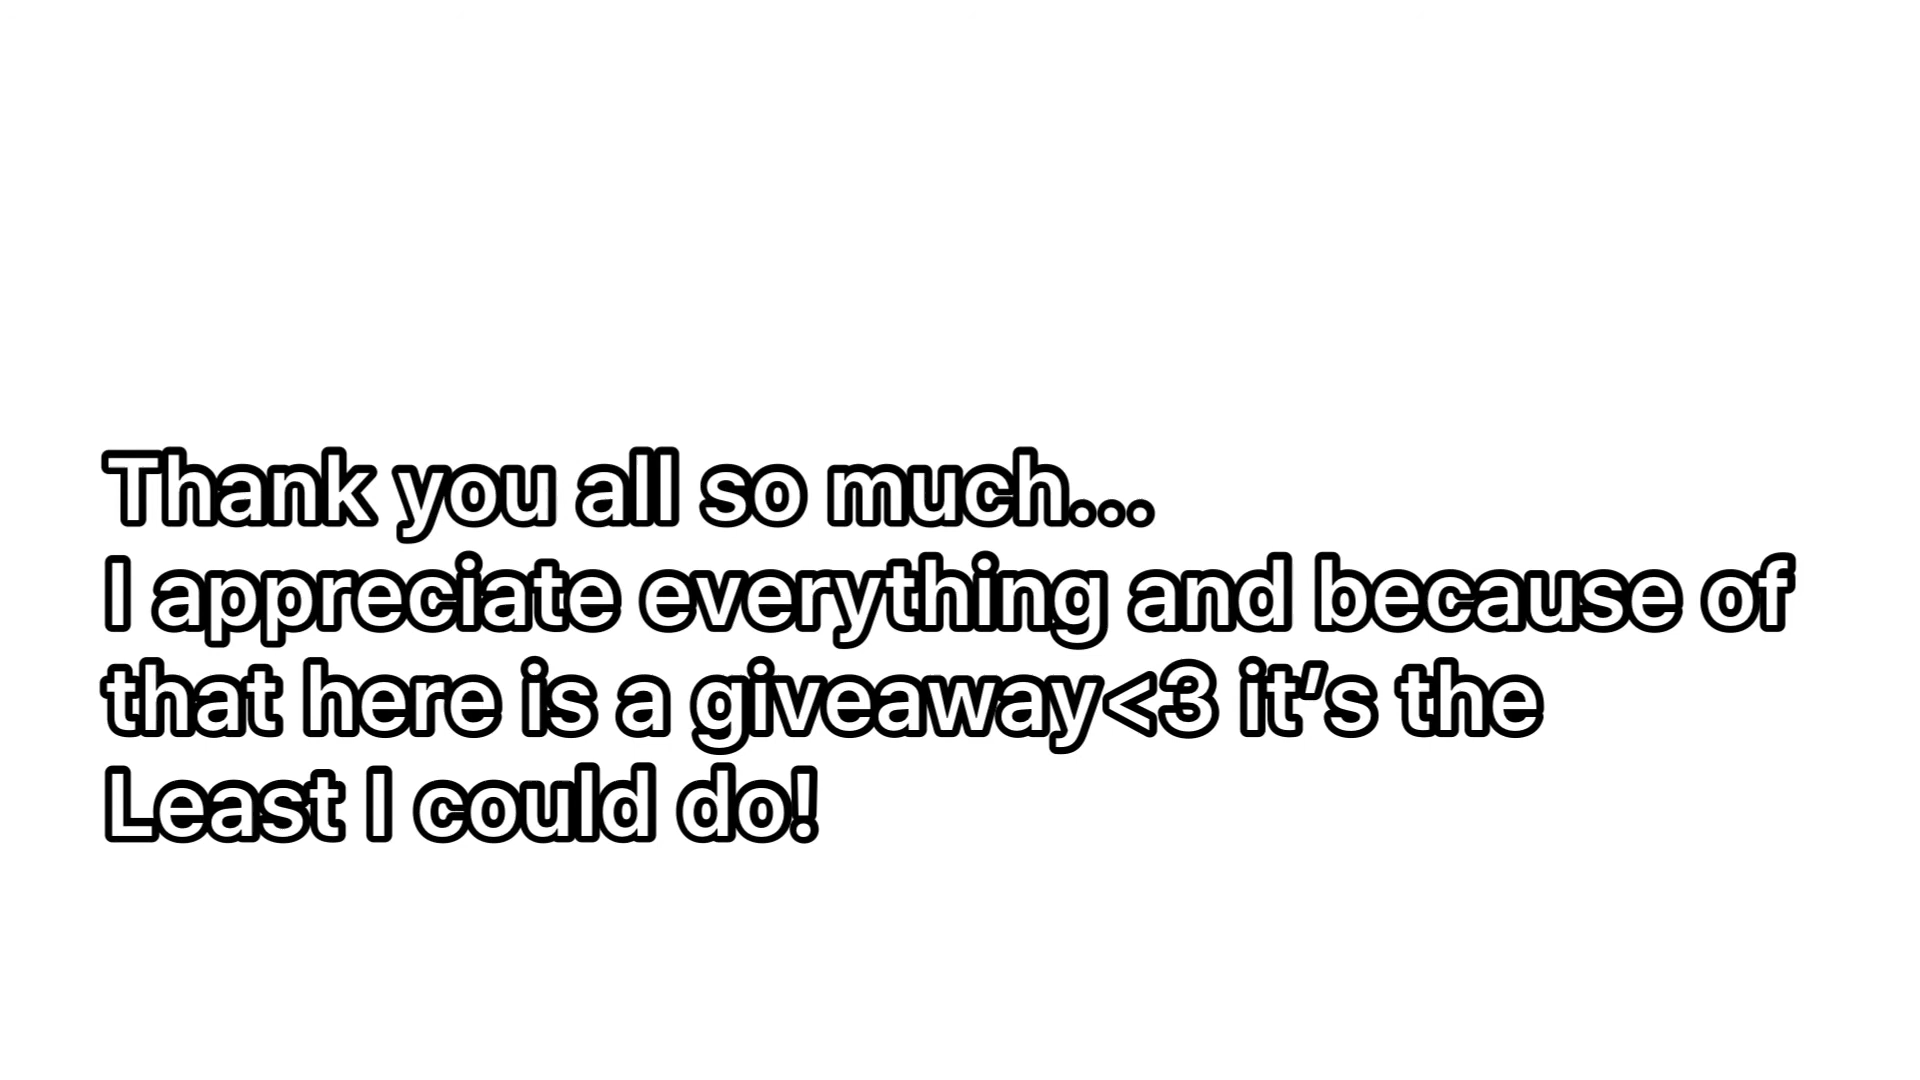 Thank you all so much...
I appreciate everything and because of
that here is a giveaway<3 it’s the
Least I could do!